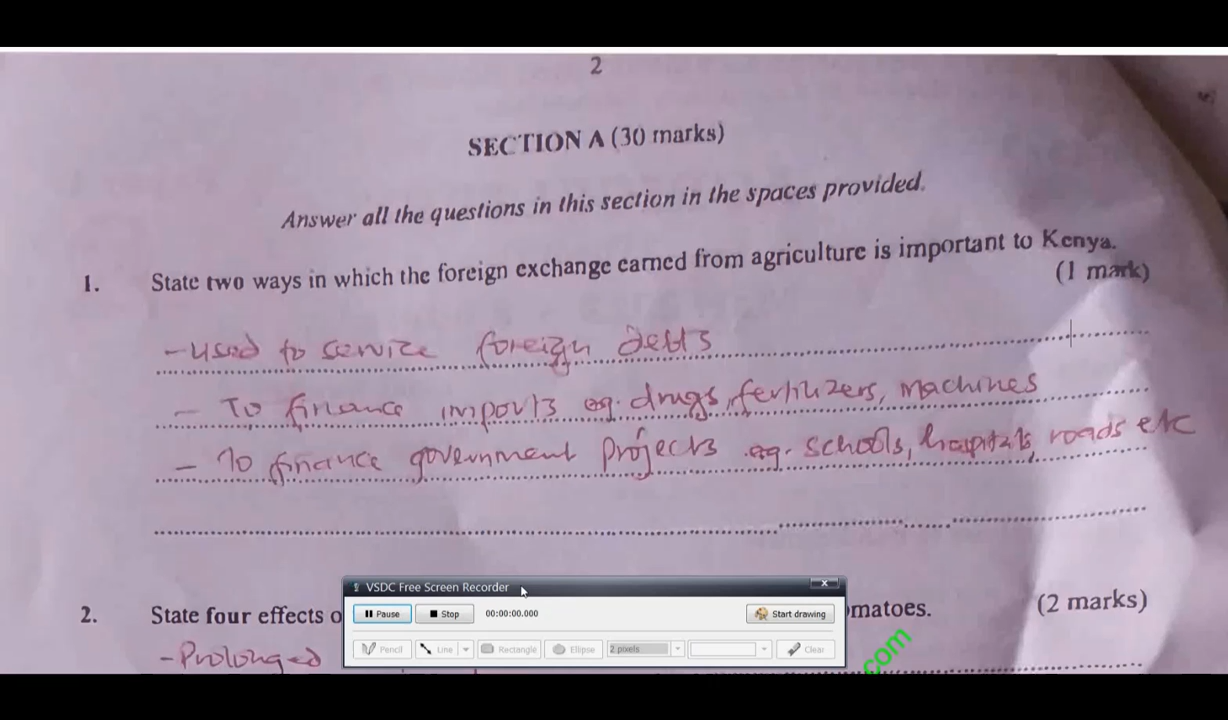 2
SECTION A (30 marks)
Answer all the questions in this section in the spaces provided.
1. State two ways in which the foreign exchange earned from agriculture is important to Kenya.
(1 mark)
- used to service foreign debts
- To finance imports eg. drugs, fertilizers, machines
- To finance government projects eg. schools, hospitals, roads etc
VSDC Free Screen Recorder
Pause Stop 00:00:00.000 Start drawing
Pencil Line Rectangle Ellipse 2 pixels Clear
2. State four effects o
matoes. (2 marks)
- Prolonged
com